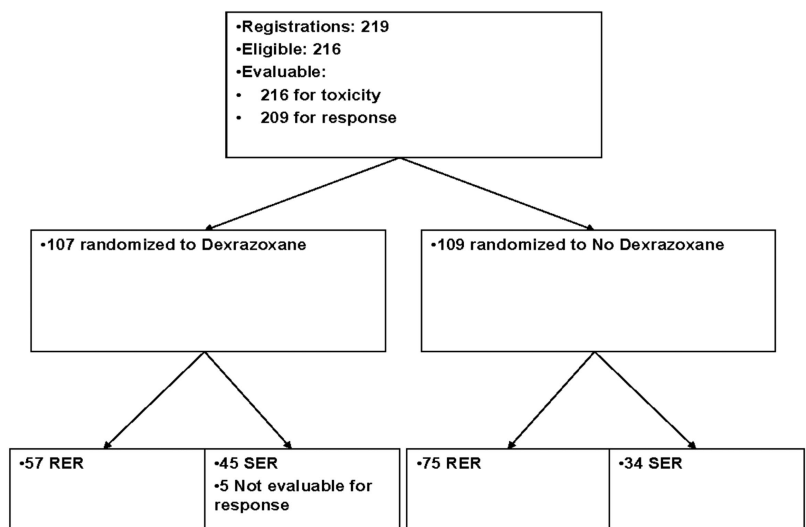 •Registrations: 219
•Eligible: 216
•Evaluable:
• 216 for toxicity
• 209 for response
•107 randomized to Dexrazoxane
•109 randomized to No Dexrazoxane
•57 RER
•45 SER
•5 Not evaluable for
response
•75 RER
•34 SER